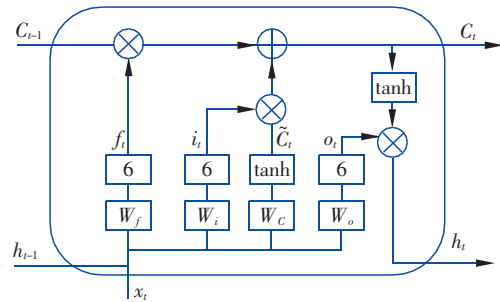 C_{t-1} C_t
tanh
f_t i_t C̃_t o_t
6 6 tanh 6
W_f W_i W_C W_o
h_{t-1} h_t
x_t